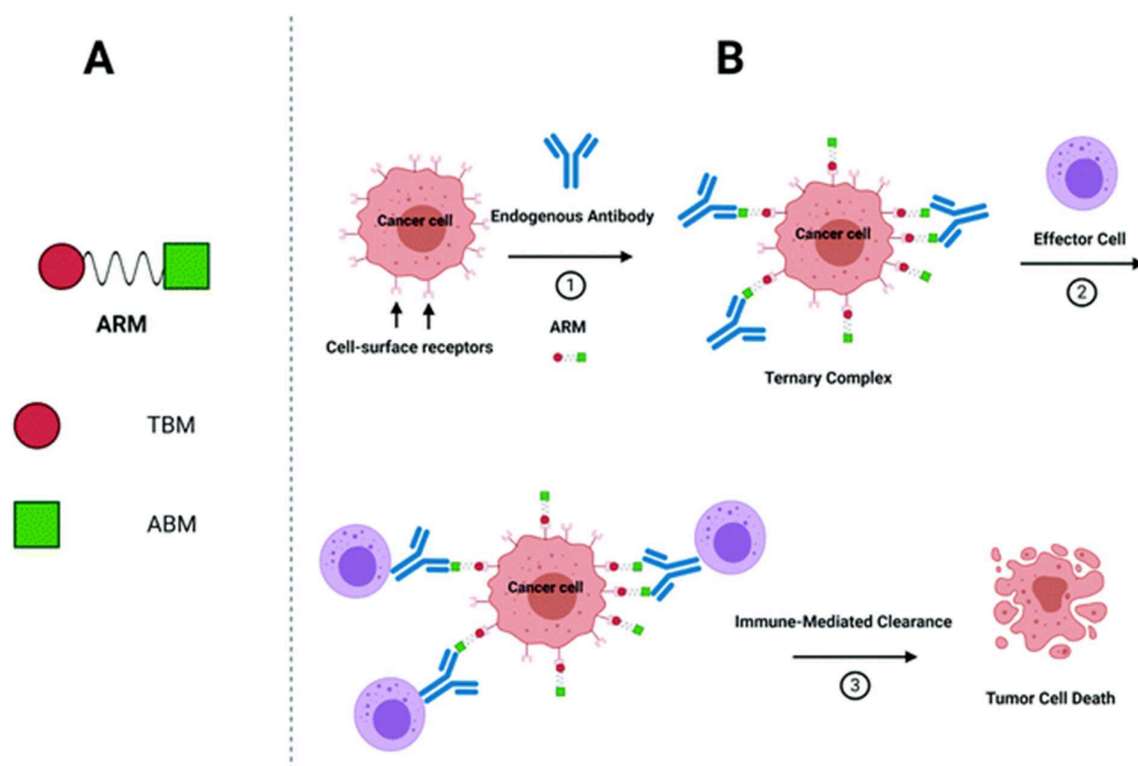 A
B
ARM
TBM
ABM
Cancer cell
Cell-surface receptors
Endogenous Antibody
1
ARM
Cancer cell
Ternary Complex
Effector Cell
2
Cancer cell
Immune-Mediated Clearance
3
Tumor Cell Death